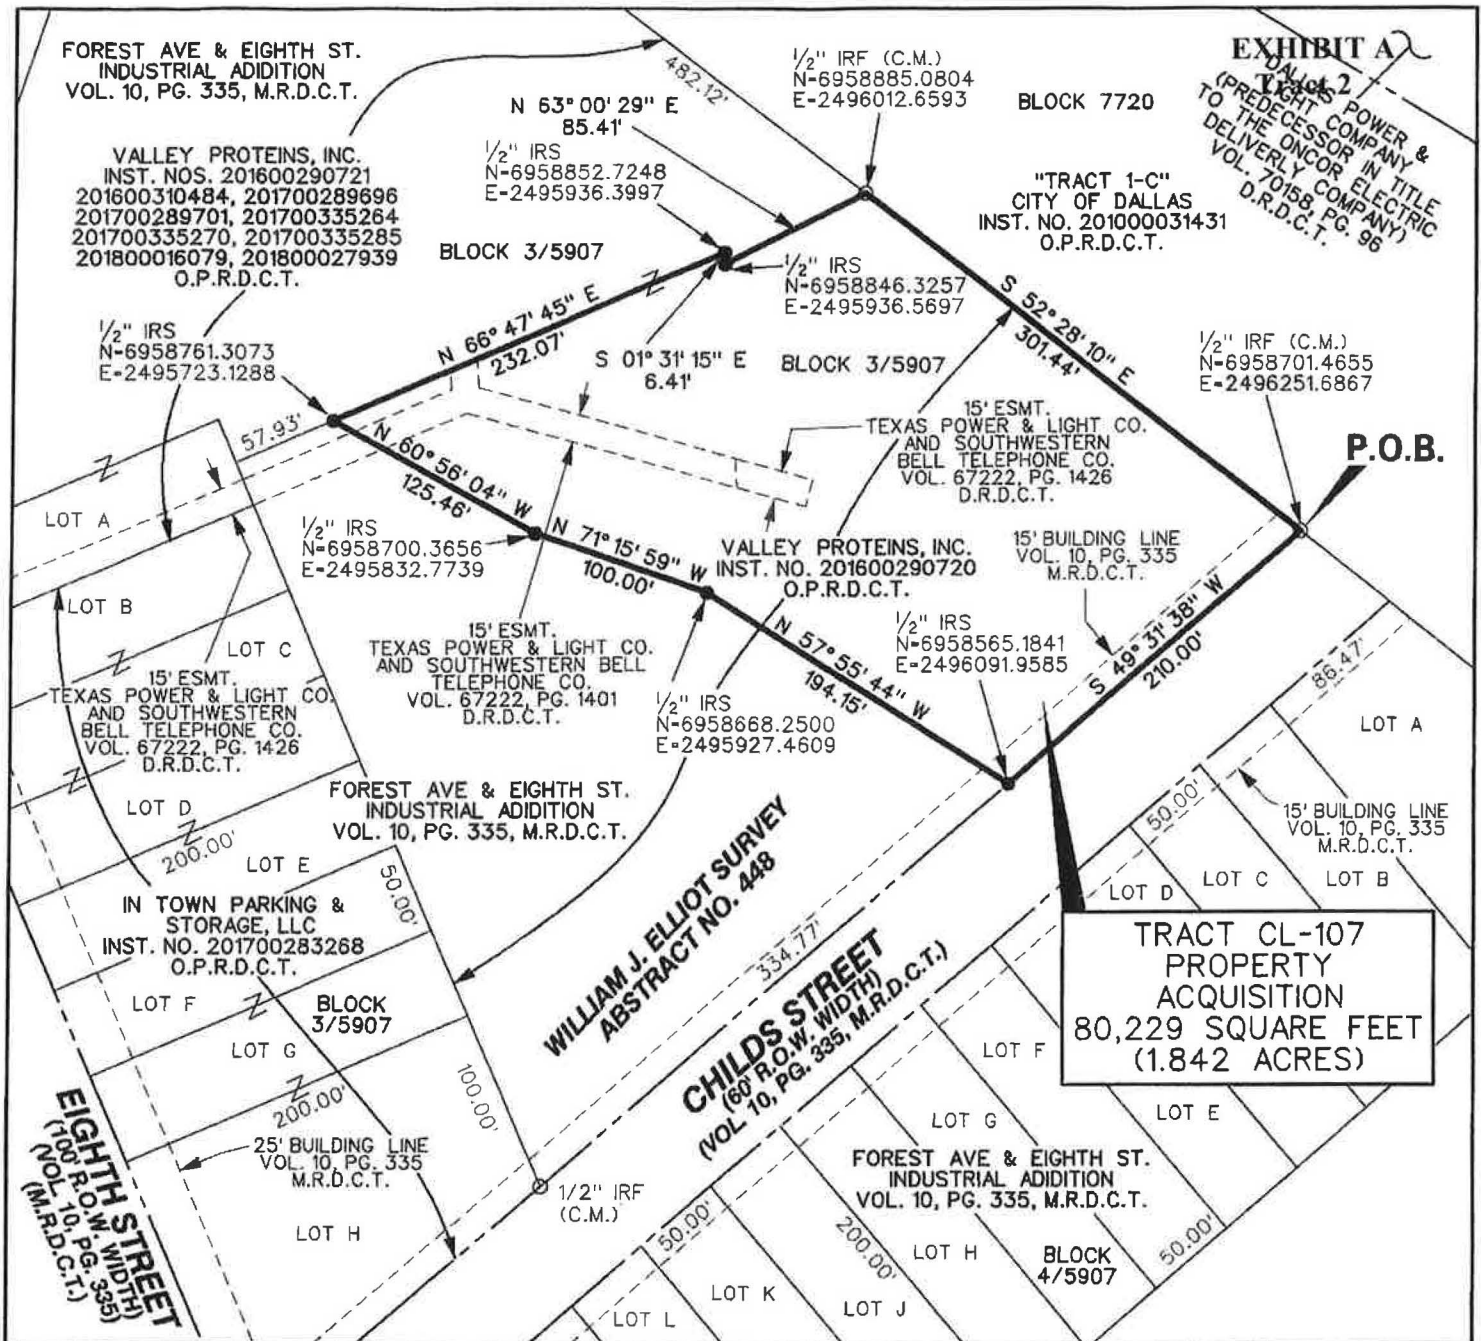 EXHIBIT A
Tract 2
FOREST AVE & EIGHTH ST.
INDUSTRIAL ADIDITION
VOL. 10, PG. 335, M.R.D.C.T.
482.12'
1/2" IRF (C.M.)
N=6958885.0804
E=2496012.6593
BLOCK 7720
DALLAS POWER &
LIGHT COMPANY
(PREDECESSOR IN TITLE
TO THE ONCOR ELECTRIC
DELIVERLY COMPANY)
VOL. 70158, PG. 96
D.R.D.C.T.
N 63° 00' 29" E
85.41'
1/2" IRS
N=6958852.7248
E=2495936.3997
VALLEY PROTEINS, INC.
INST. NOS. 201600290721
201600310484, 201700289696
201700289701, 201700335264
201700335270, 201700335285
201800016079, 201800027939
O.P.R.D.C.T.
BLOCK 3/5907
"TRACT 1-C"
CITY OF DALLAS
INST. NO. 201000031431
O.P.R.D.C.T.
1/2" IRS
N=6958846.3257
E=2495936.5697
1/2" IRS
N=6958761.3073
E=2495723.1288
N 66° 47' 45" E
232.07'
S 01° 31' 15" E
6.41'
BLOCK 3/5907
S 52° 28' 10" E
301.44'
1/2" IRF (C.M.)
N=6958701.4655
E=2496251.6867
P.O.B.
57.93'
N 60° 56' 04" W
125.46'
15' ESMT.
TEXAS POWER & LIGHT CO.
AND SOUTHWESTERN
BELL TELEPHONE CO.
VOL. 67222, PG. 1426
D.R.D.C.T.
LOT A
1/2" IRS
N=6958700.3656
E=2495832.7739
N 71° 15' 59" W
100.00'
VALLEY PROTEINS, INC.
INST. NO. 201600290720
O.P.R.D.C.T.
15' BUILDING LINE
VOL. 10, PG. 335
M.R.D.C.T.
LOT B
LOT C
15' ESMT.
TEXAS POWER & LIGHT CO.
AND SOUTHWESTERN BELL
TELEPHONE CO.
VOL. 67222, PG. 1401
D.R.D.C.T.
N 57° 55' 44" W
194.15'
1/2" IRS
N=6958565.1841
E=2496091.9585
S 49° 31' 38" W
210.00'
86.47'
15' ESMT.
TEXAS POWER & LIGHT CO.
AND SOUTHWESTERN
BELL TELEPHONE CO.
VOL. 67222, PG. 1426
D.R.D.C.T.
1/2" IRS
N=6958668.2500
E=2495927.4609
LOT A
LOT D
200.00'
FOREST AVE & EIGHTH ST.
INDUSTRIAL ADIDITION
VOL. 10, PG. 335, M.R.D.C.T.
50.00'
15' BUILDING LINE
VOL. 10, PG. 335
M.R.D.C.T.
LOT E
50.00'
LOT D
LOT C
LOT B
WILLIAM J. ELLIOT SURVEY
ABSTRACT NO. 448
IN TOWN PARKING &
STORAGE, LLC
INST. NO. 201700283268
O.P.R.D.C.T.
334.77'
TRACT CL-107
PROPERTY
ACQUISITION
80,229 SQUARE FEET
(1.842 ACRES)
LOT F
BLOCK
3/5907
CHILDS STREET
(60' R.O.W. WIDTH)
(VOL. 10, PG. 335, M.R.D.C.T.)
LOT G
200.00'
100.00'
LOT F
LOT E
LOT G
EIGHTH STREET
(100' R.O.W. WIDTH)
(VOL. 10, PG. 335)
(M.R.D.C.T.)
25' BUILDING LINE
VOL. 10, PG. 335
M.R.D.C.T.
FOREST AVE & EIGHTH ST.
INDUSTRIAL ADIDITION
VOL. 10, PG. 335, M.R.D.C.T.
1/2" IRF
(C.M.)
LOT H
50.00'
200.00'
LOT H
BLOCK
4/5907
50.00'
LOT K
LOT J
LOT L